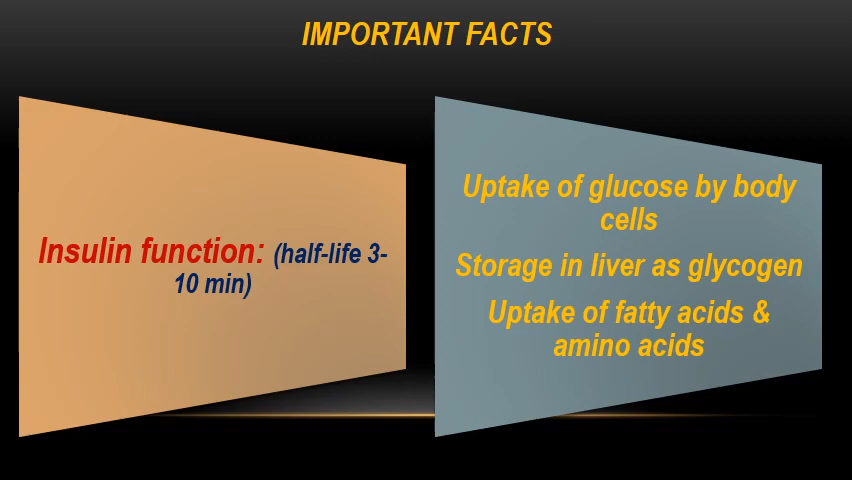 IMPORTANT FACTS
Insulin function: (half-life 3-
10 min)
Uptake of glucose by body
cells
Storage in liver as glycogen
Uptake of fatty acids &
amino acids